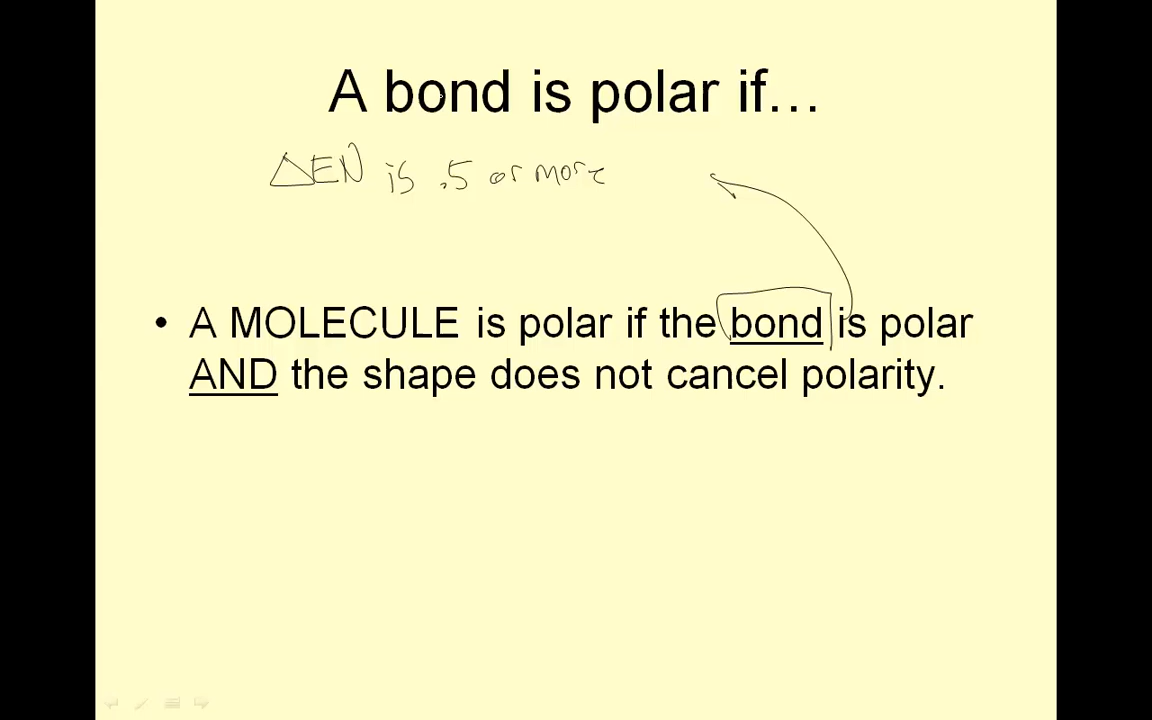 A bond is polar if...
ΔEN is .5 or more
• A MOLECULE is polar if the bond is polar
AND the shape does not cancel polarity.